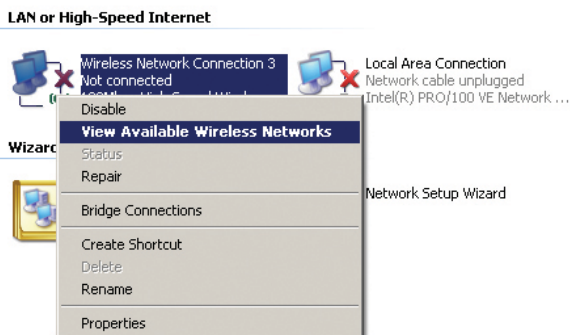 LAN or High-Speed Internet
Wireless Network Connection 3
Not connected
Local Area Connection
Network cable unplugged
Intel(R) PRO/100 VE Network ...
Disable
View Available Wireless Networks
Status
Repair
Bridge Connections
Create Shortcut
Delete
Rename
Properties
Network Setup Wizard